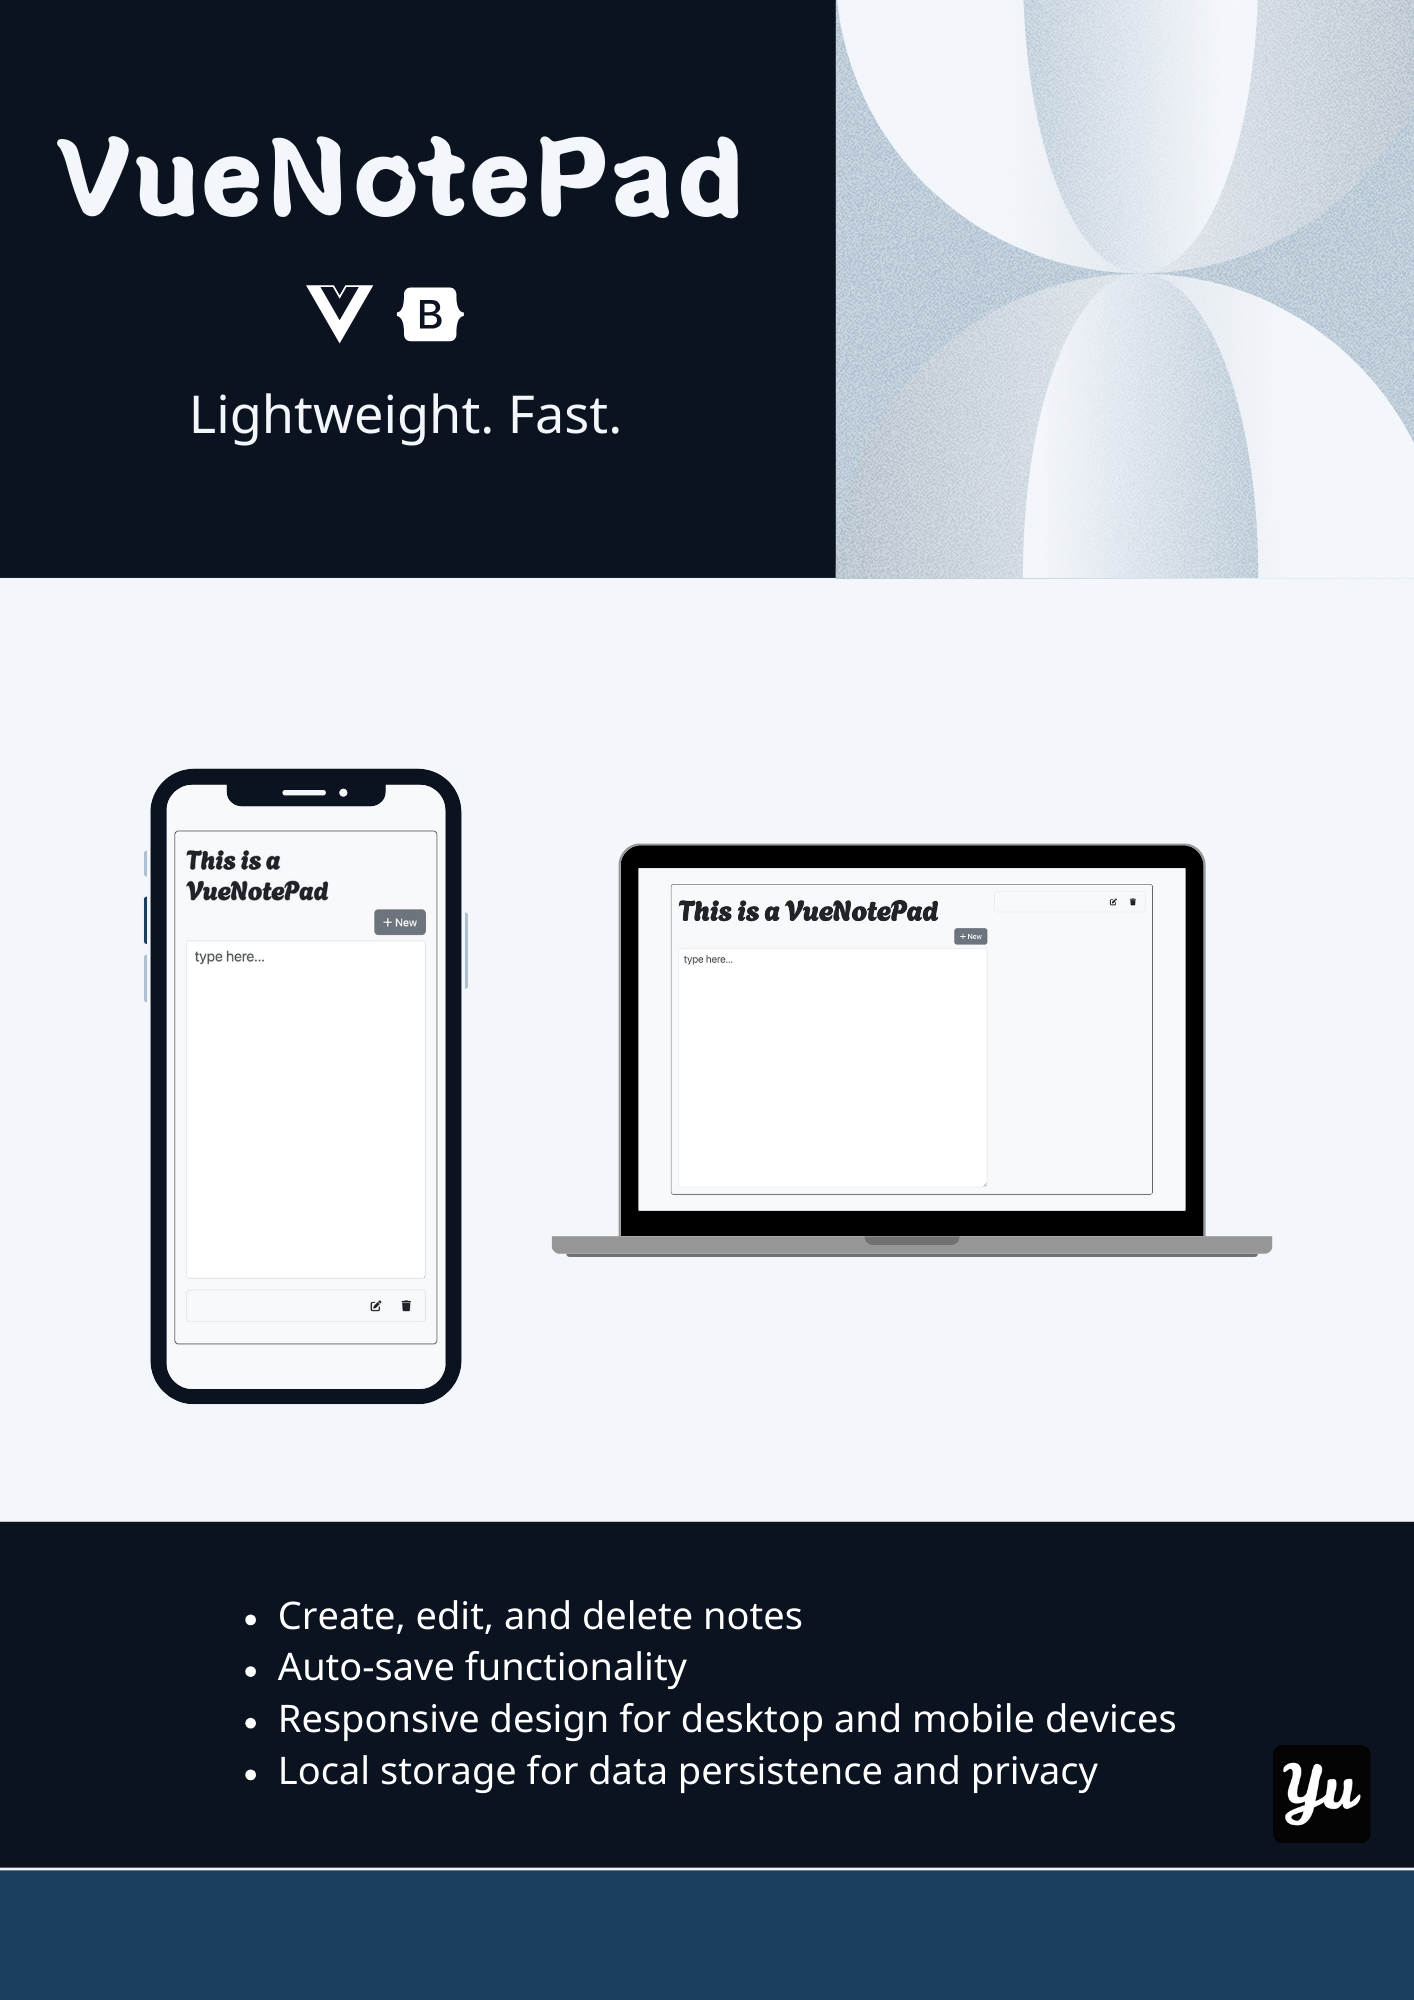 VueNotePad
B
Lightweight. Fast.
This is a
VueNotePad
+ New
type here...
This is a VueNotePad
+ New
type here...
• Create, edit, and delete notes
• Auto-save functionality
• Responsive design for desktop and mobile devices
• Local storage for data persistence and privacy
Yu